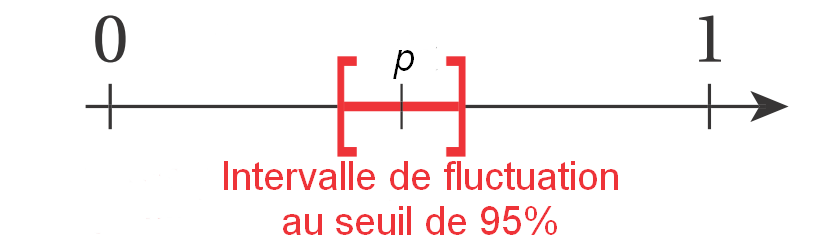 0 p 1
Intervalle de fluctuation
au seuil de 95%